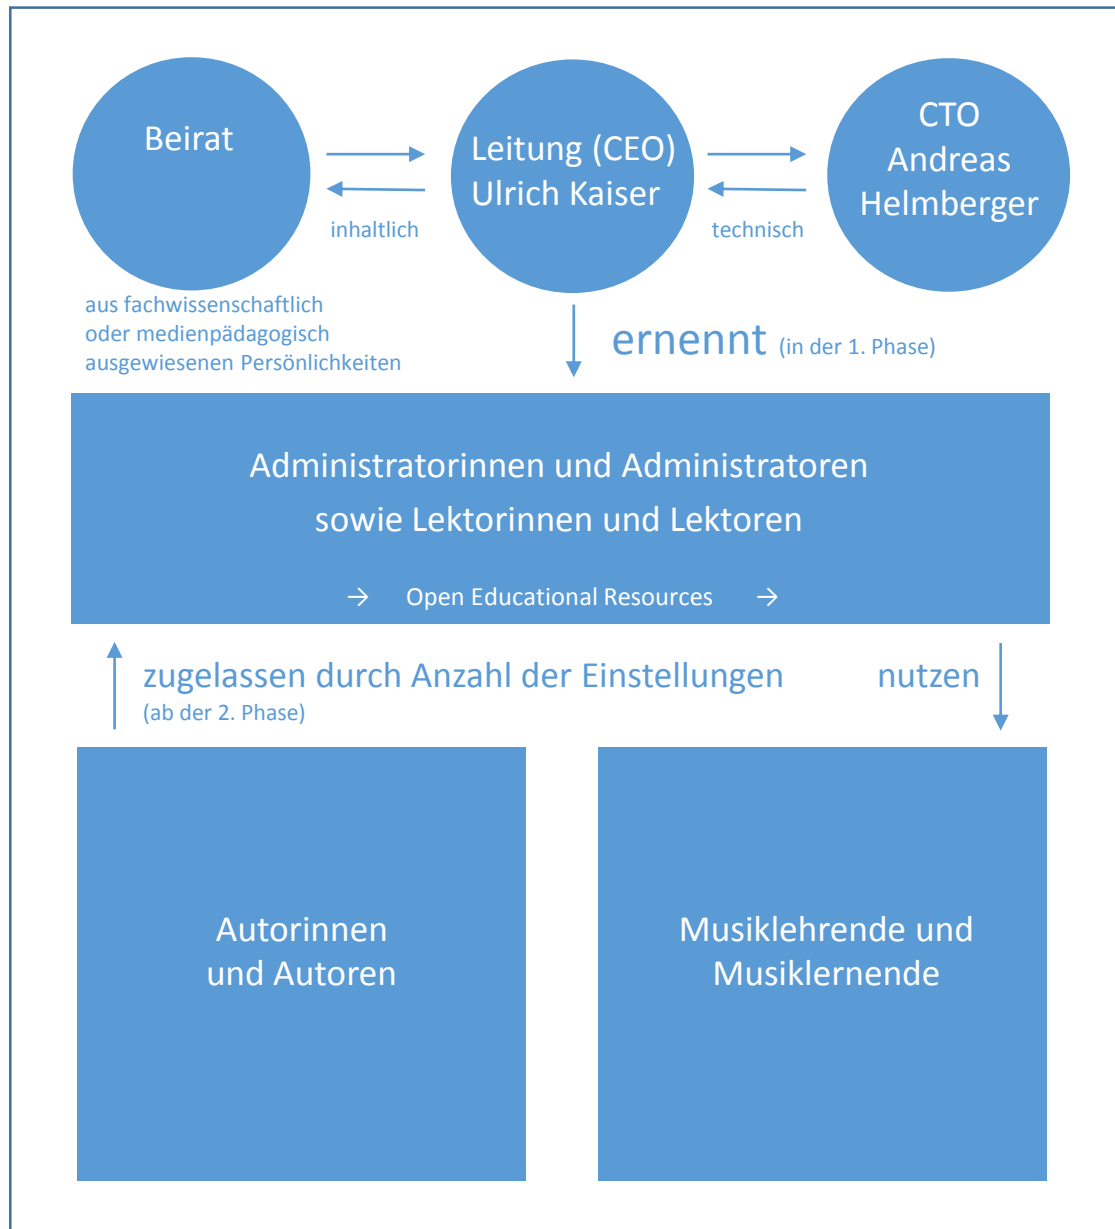 Beirat
Leitung (CEO)
Ulrich Kaiser
CTO
Andreas
Helmberger
inhaltlich
technisch
aus fachwissenschaftlich
oder medienpädagogisch
ausgewiesenen Persönlichkeiten
ernennt (in der 1. Phase)
Administratorinnen und Administratoren
sowie Lektorinnen und Lektoren
→ Open Educational Resources →
zugelassen durch Anzahl der Einstellungen
(ab der 2. Phase)
nutzen
Autorinnen
und Autoren
Musiklehrende und
Musiklernende